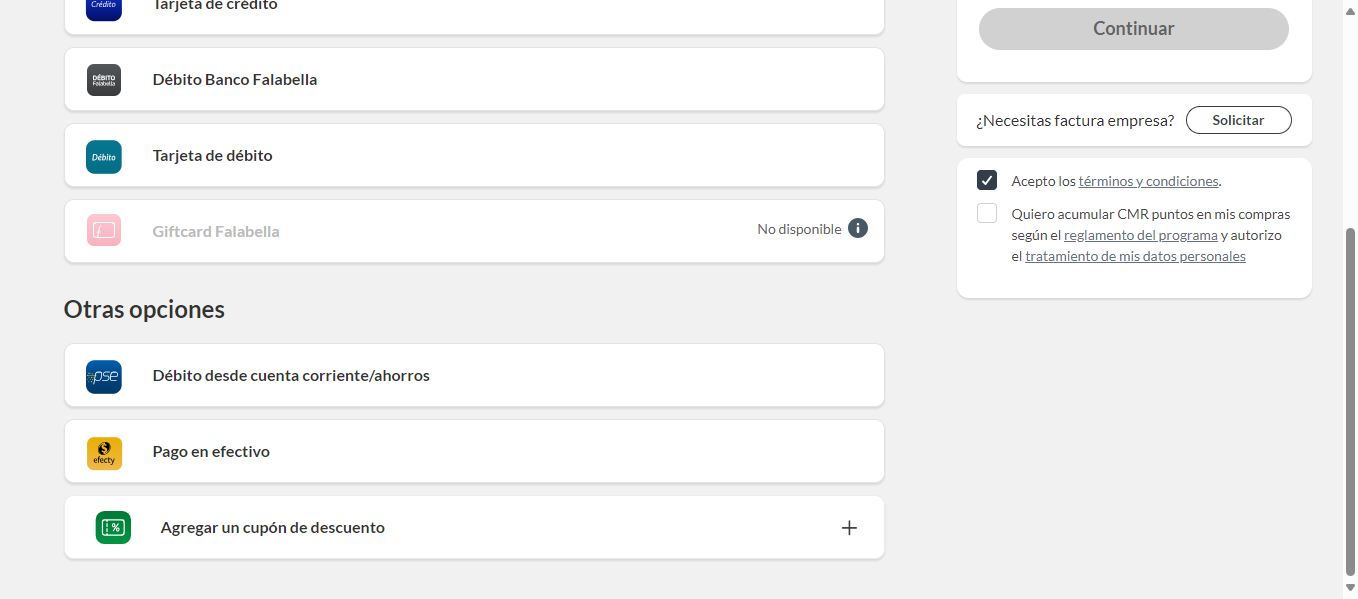 Crédito
Tarjeta de crédito
DÉBITO
Falabella
Débito Banco Falabella
Débito
Tarjeta de débito
Giftcard Falabella
No disponible
Otras opciones
pse
Débito desde cuenta corriente/ahorros
efecty
Pago en efectivo
%
Agregar un cupón de descuento
+
Continuar
¿Necesitas factura empresa?
Solicitar
Acepto los términos y condiciones.
Quiero acumular CMR puntos en mis compras
según el reglamento del programa y autorizo
el tratamiento de mis datos personales